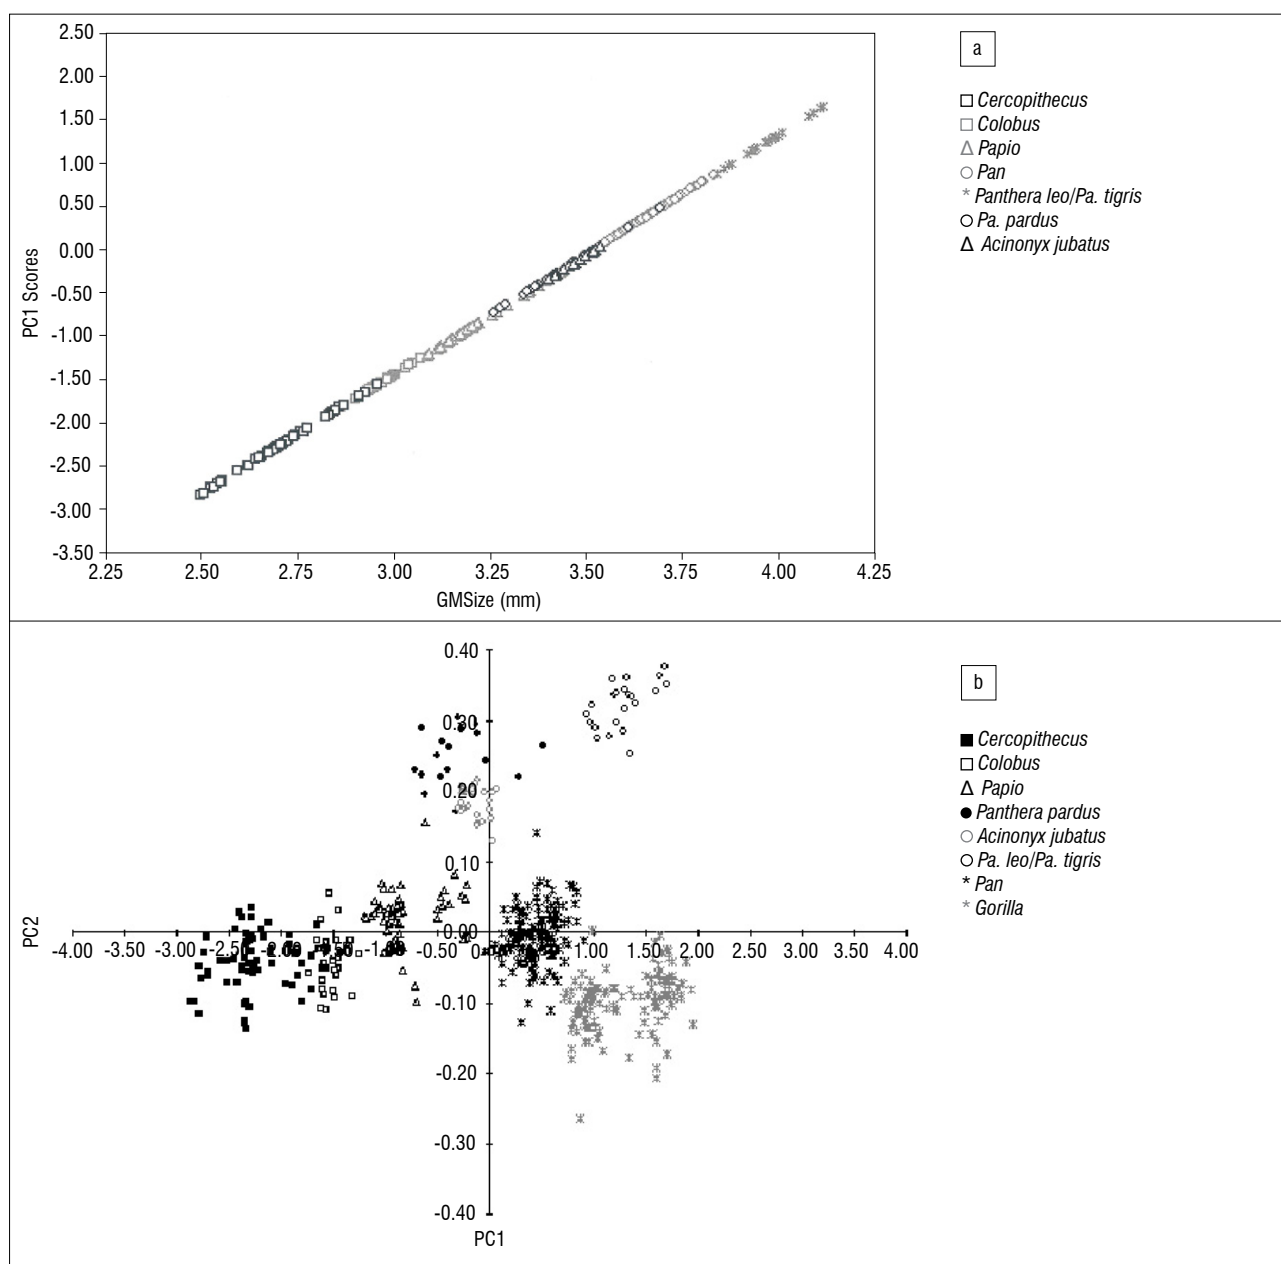 2.50
2.00
1.50
1.00
0.50
0.00
-0.50
-1.00
-1.50
-2.00
-2.50
-3.00
-3.50
PC1 Scores
2.25 2.50 2.75 3.00 3.25 3.50 3.75 4.00 4.25
GMSize (mm)
a
Cercopithecus
Colobus
Papio
Pan
* Panthera leo/Pa. tigris
Pa. pardus
Acinonyx jubatus
0.40
0.30
0.20
0.10
0.00
-0.10
-0.20
-0.30
-0.40
PC2
-4.00 -3.50 -3.00 -2.50 -2.00 -0.50 0.00 1.00 1.50 2.00 2.50 3.00 3.50 4.00
PC1
b
Cercopithecus
Colobus
Papio
Panthera pardus
Acinonyx jubatus
Pa. leo/Pa. tigris
* Pan
* Gorilla